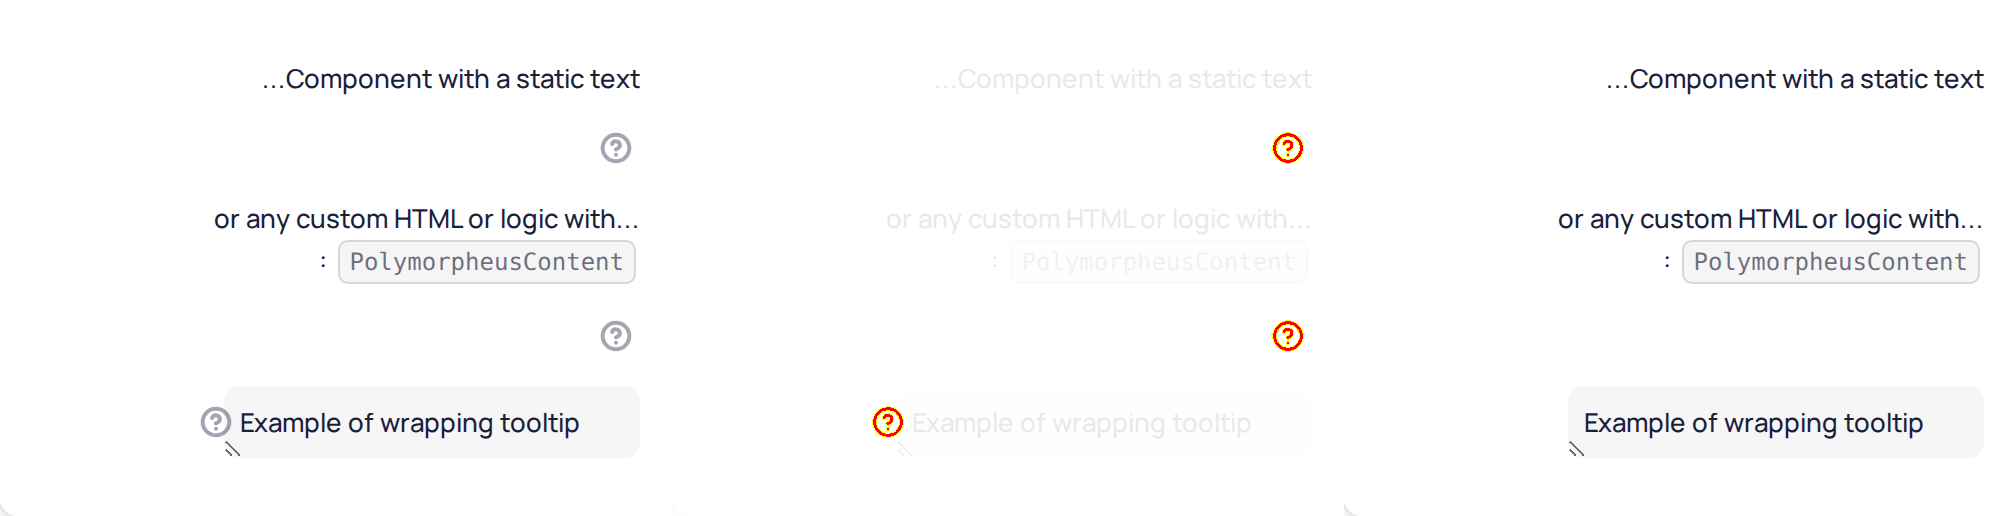 ...Component with a static text
?
or any custom HTML or logic with...
: PolymorpheusContent
?
? Example of wrapping tooltip
...Component with a static text
?
or any custom HTML or logic with...
: PolymorpheusContent
?
? Example of wrapping tooltip
...Component with a static text
or any custom HTML or logic with...
: PolymorpheusContent
Example of wrapping tooltip